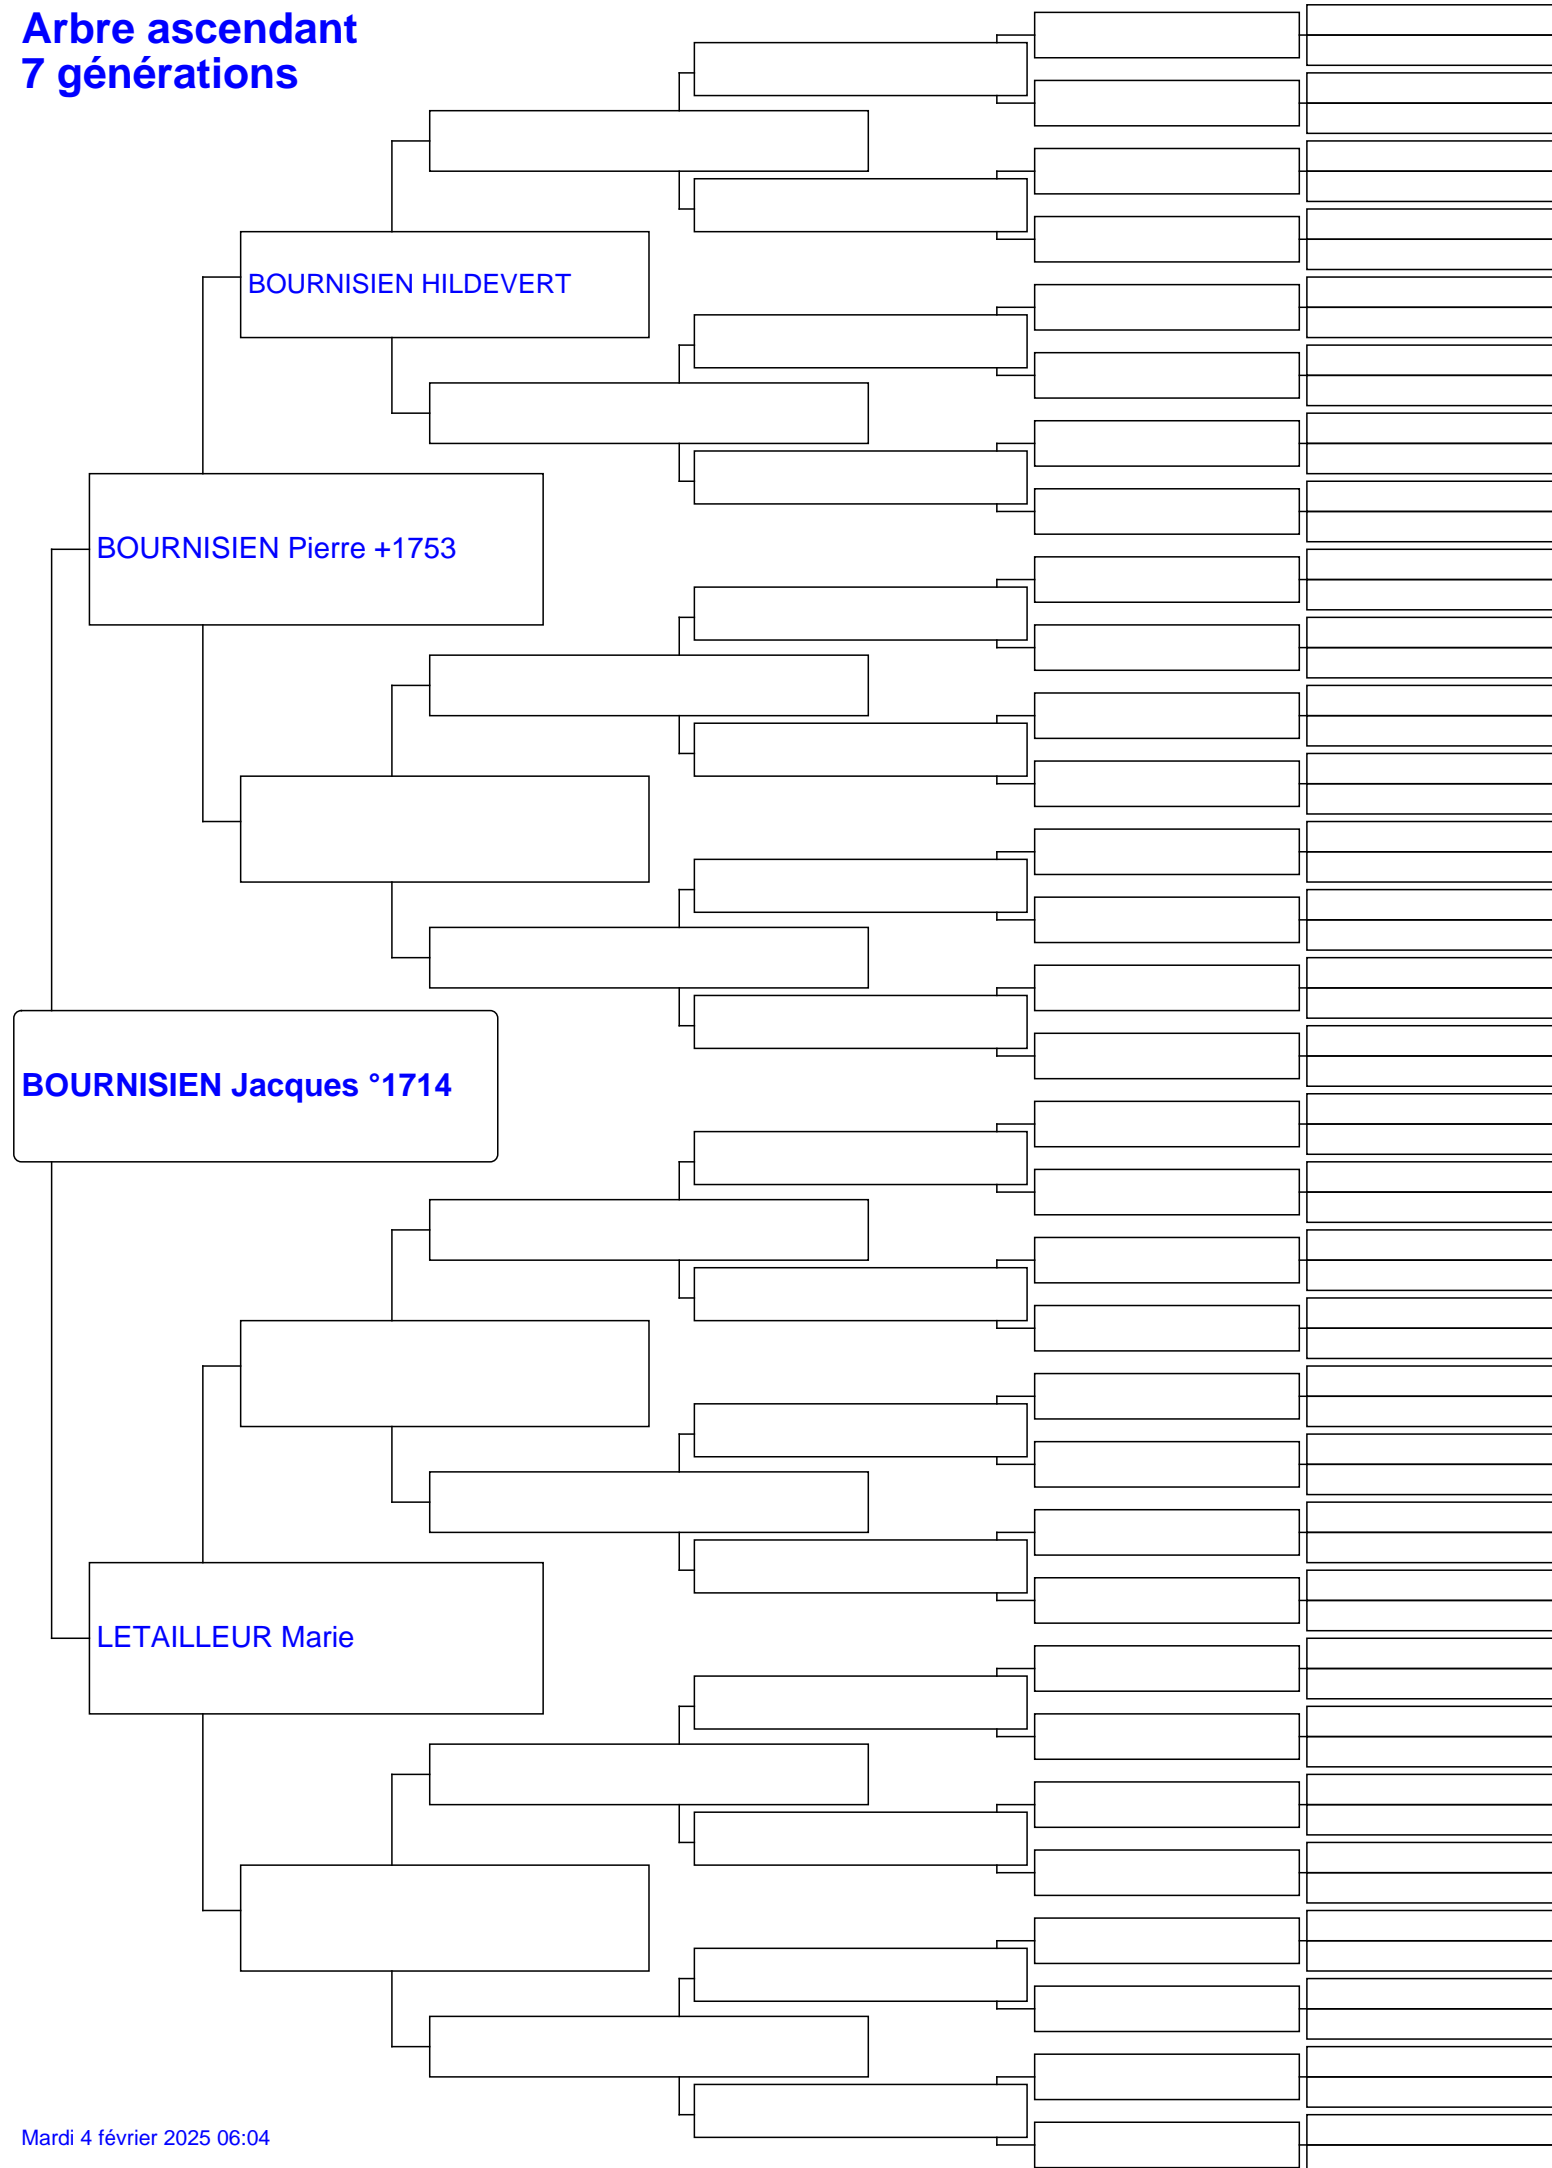 Arbre ascendant
7 générations
BOURNISIEN HILDEVERT
BOURNISIEN Pierre +1753
BOURNISIEN Jacques °1714
LETAILLEUR Marie
Mardi 4 février 2025 06:04